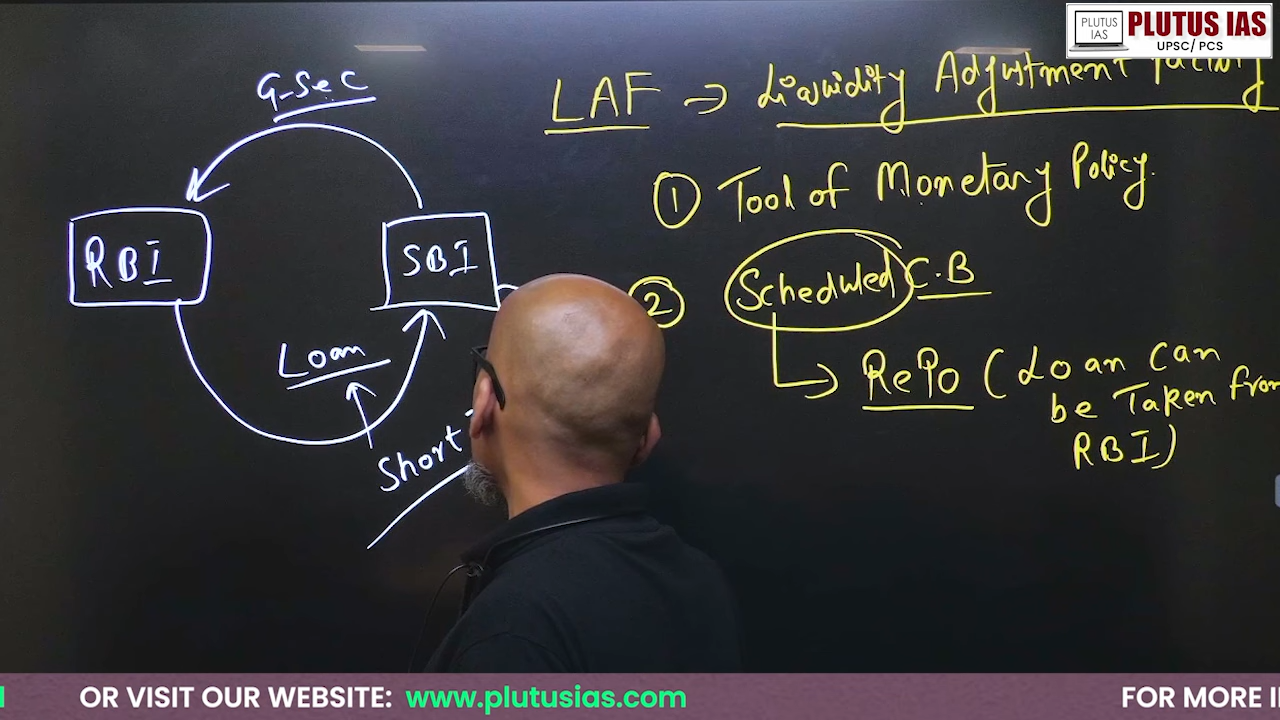 PLUTUS IAS
PLUTUS IAS
UPSC/ PCS
G-Sec
RBI
SBI
Loan
Short
LAF → Liquidity Adjustment Facility
① Tool of Monetary Policy.
② Scheduled C.B
RePo (Loan can
be Taken from
RBI)
OR VISIT OUR WEBSITE: www.plutusias.com
FOR MORE